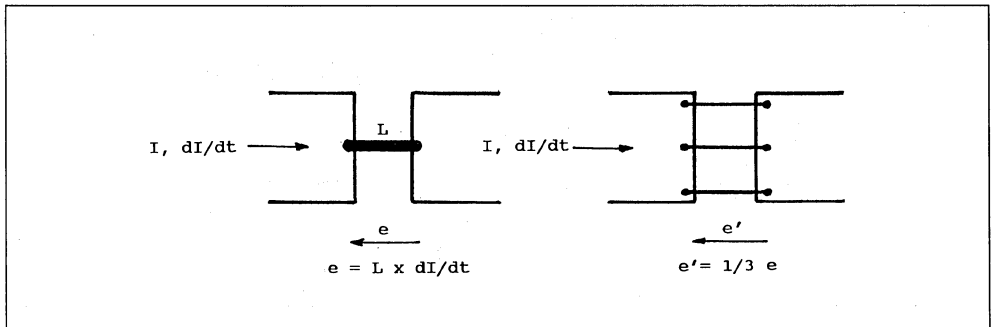 L
I, dI/dt
e
e = L x dI/dt
I, dI/dt
e′
e′= 1/3 e